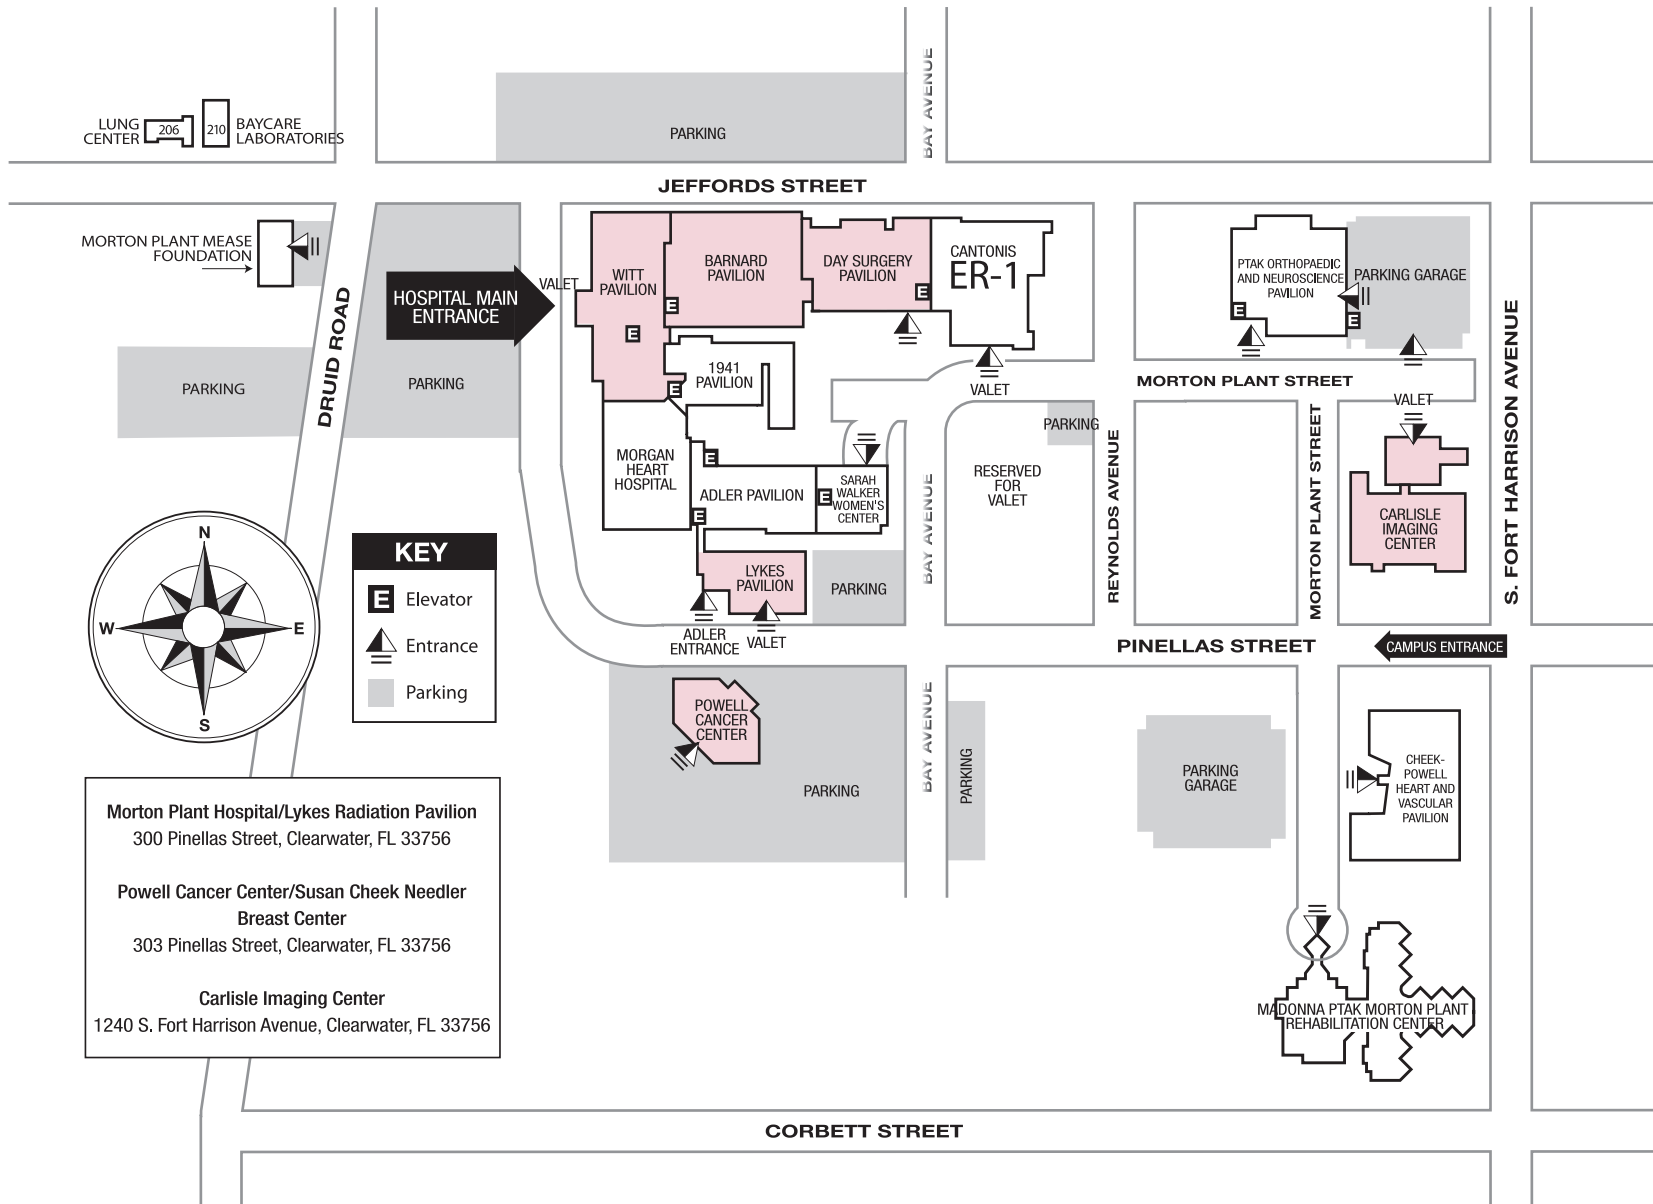 BAY AVENUE
LUNG
CENTER
206
210
BAYCARE
LABORATORIES
PARKING
JEFFORDS STREET
MORTON PLANT MEASE
FOUNDATION
HOSPITAL MAIN
ENTRANCE
VALET
WITT
PAVILION
E
E
BARNARD
PAVILION
DAY SURGERY
PAVILION
E
CANTONIS
ER-1
VALET
PTAK ORTHOPAEDIC
AND NEUROSCIENCE
PAVILION
E
E
PARKING GARAGE
DRUID ROAD
PARKING
PARKING
1941
PAVILION
E
MORTON PLANT STREET
S. FORT HARRISON AVENUE
VALET
PARKING
REYNOLDS AVENUE
MORTON PLANT STREET
MORGAN
HEART
HOSPITAL
E
ADLER PAVILION
E
E
SARAH
WALKER
WOMEN'S
CENTER
BAY AVENUE
RESERVED
FOR
VALET
CARLISLE
IMAGING
CENTER
N
W
E
S
KEY
E Elevator
Entrance
Parking
LYKES
PAVILION
PARKING
ADLER
ENTRANCE
VALET
PINELLAS STREET
CAMPUS ENTRANCE
POWELL
CANCER
CENTER
PARKING
BAY AVENUE
PARKING
PARKING
GARAGE
CHEEK-
POWELL
HEART AND
VASCULAR
PAVILION
Morton Plant Hospital/Lykes Radiation Pavilion
300 Pinellas Street, Clearwater, FL 33756
Powell Cancer Center/Susan Cheek Needler
Breast Center
303 Pinellas Street, Clearwater, FL 33756
Carlisle Imaging Center
1240 S. Fort Harrison Avenue, Clearwater, FL 33756
MADONNA PTAK MORTON PLANT
REHABILITATION CENTER
CORBETT STREET